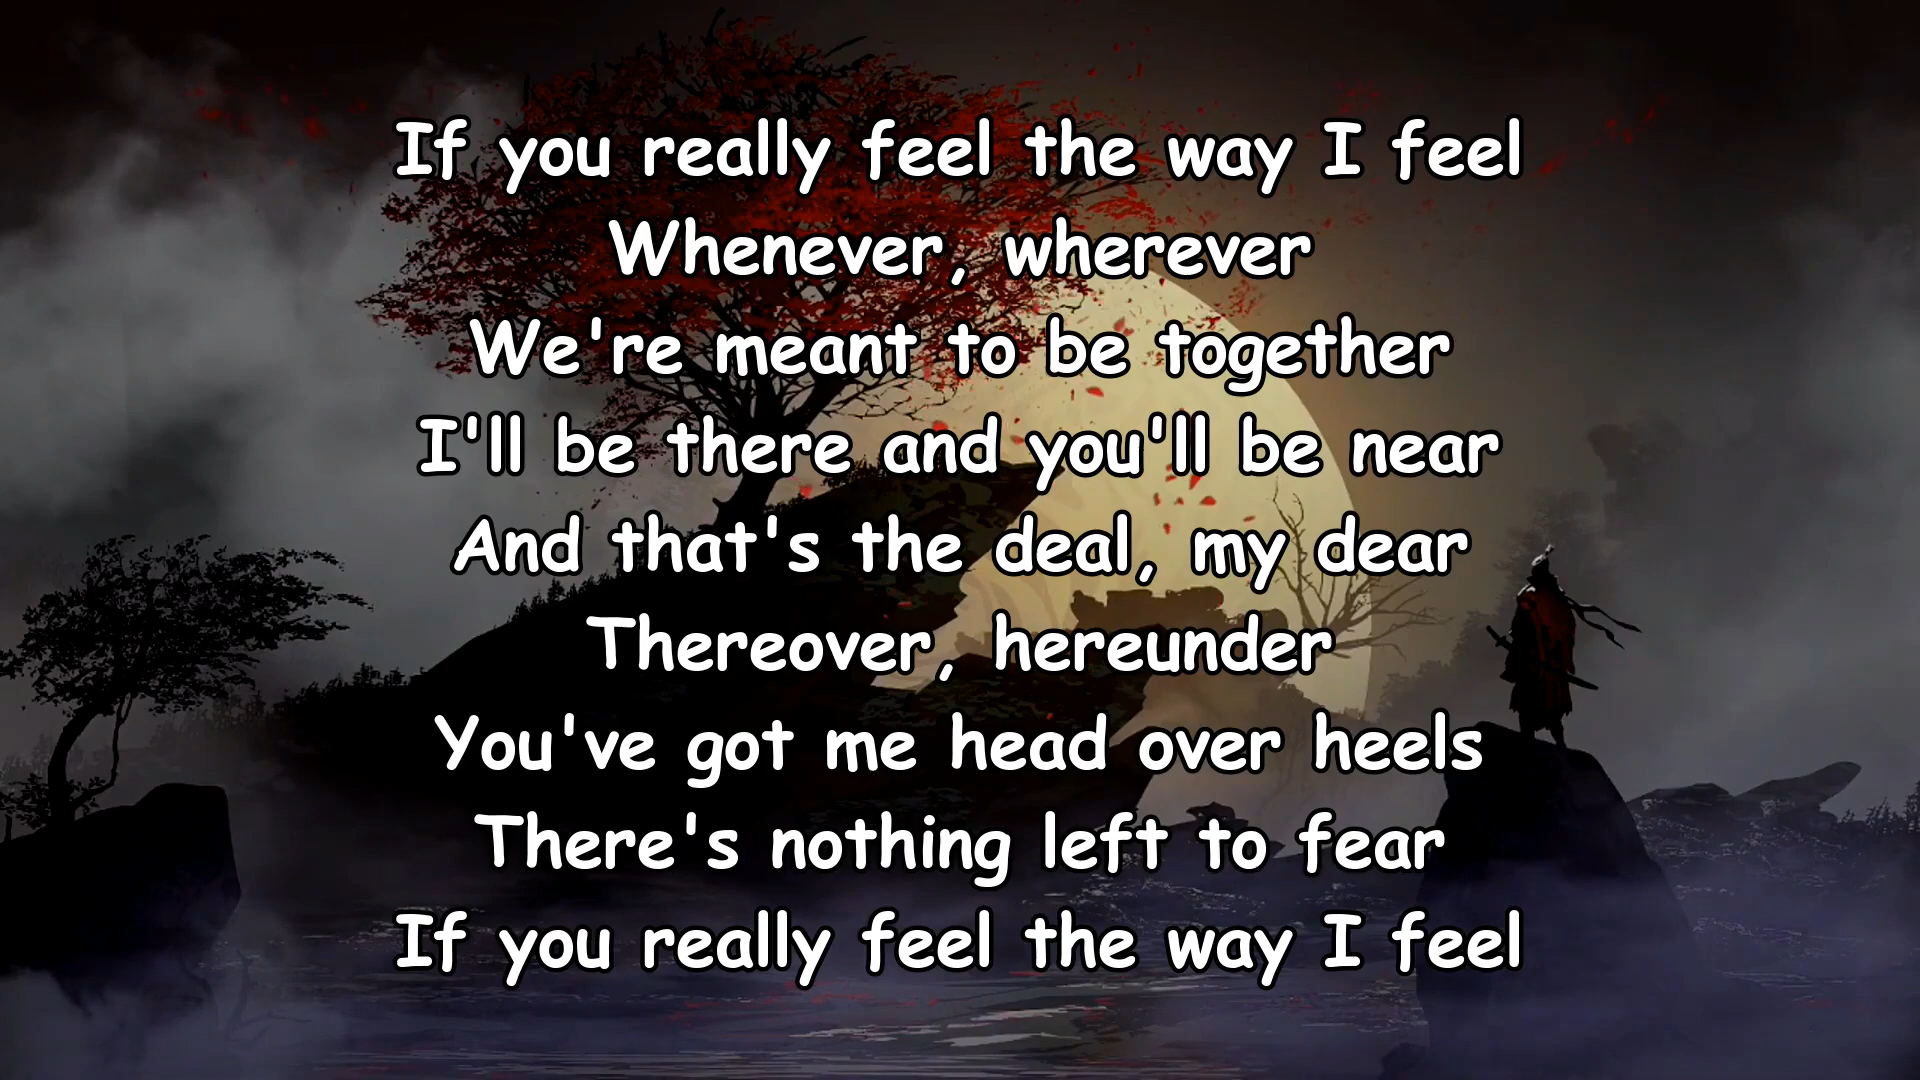 If you really feel the way I feel
Whenever, wherever
We're meant to be together
I'll be there and you'll be near
And that's the deal, my dear
Thereover, hereunder
You've got me head over heels
There's nothing left to fear
If you really feel the way I feel